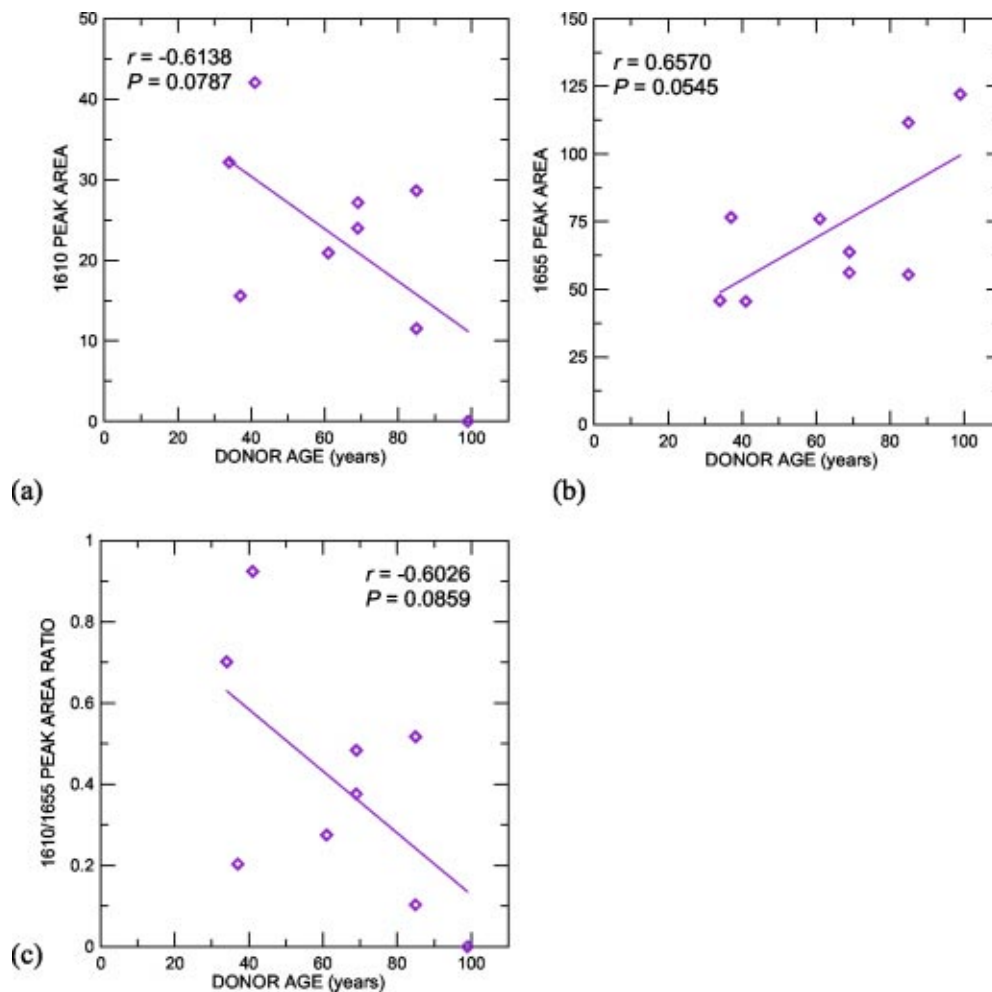 50
40
30
20
10
0
r = -0.6138
P = 0.0787
1610 PEAK AREA
0 20 40 60 80 100
DONOR AGE (years)
(a)
150
125
100
75
50
25
0
r = 0.6570
P = 0.0545
1655 PEAK AREA
0 20 40 60 80 100
DONOR AGE (years)
(b)
1
0.8
0.6
0.4
0.2
0
r = -0.6026
P = 0.0859
1610/1655 PEAK AREA RATIO
0 20 40 60 80 100
DONOR AGE (years)
(c)